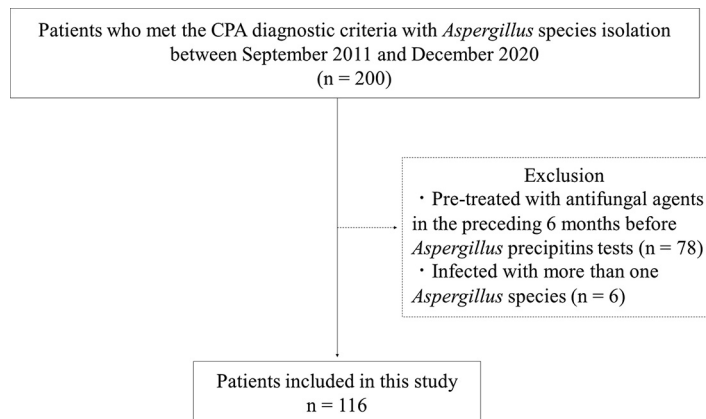 Patients who met the CPA diagnostic criteria with Aspergillus species isolation
between September 2011 and December 2020
(n = 200)
Exclusion
・Pre-treated with antifungal agents
in the preceding 6 months before
Aspergillus precipitins tests (n = 78)
・Infected with more than one
Aspergillus species (n = 6)
Patients included in this study
n = 116